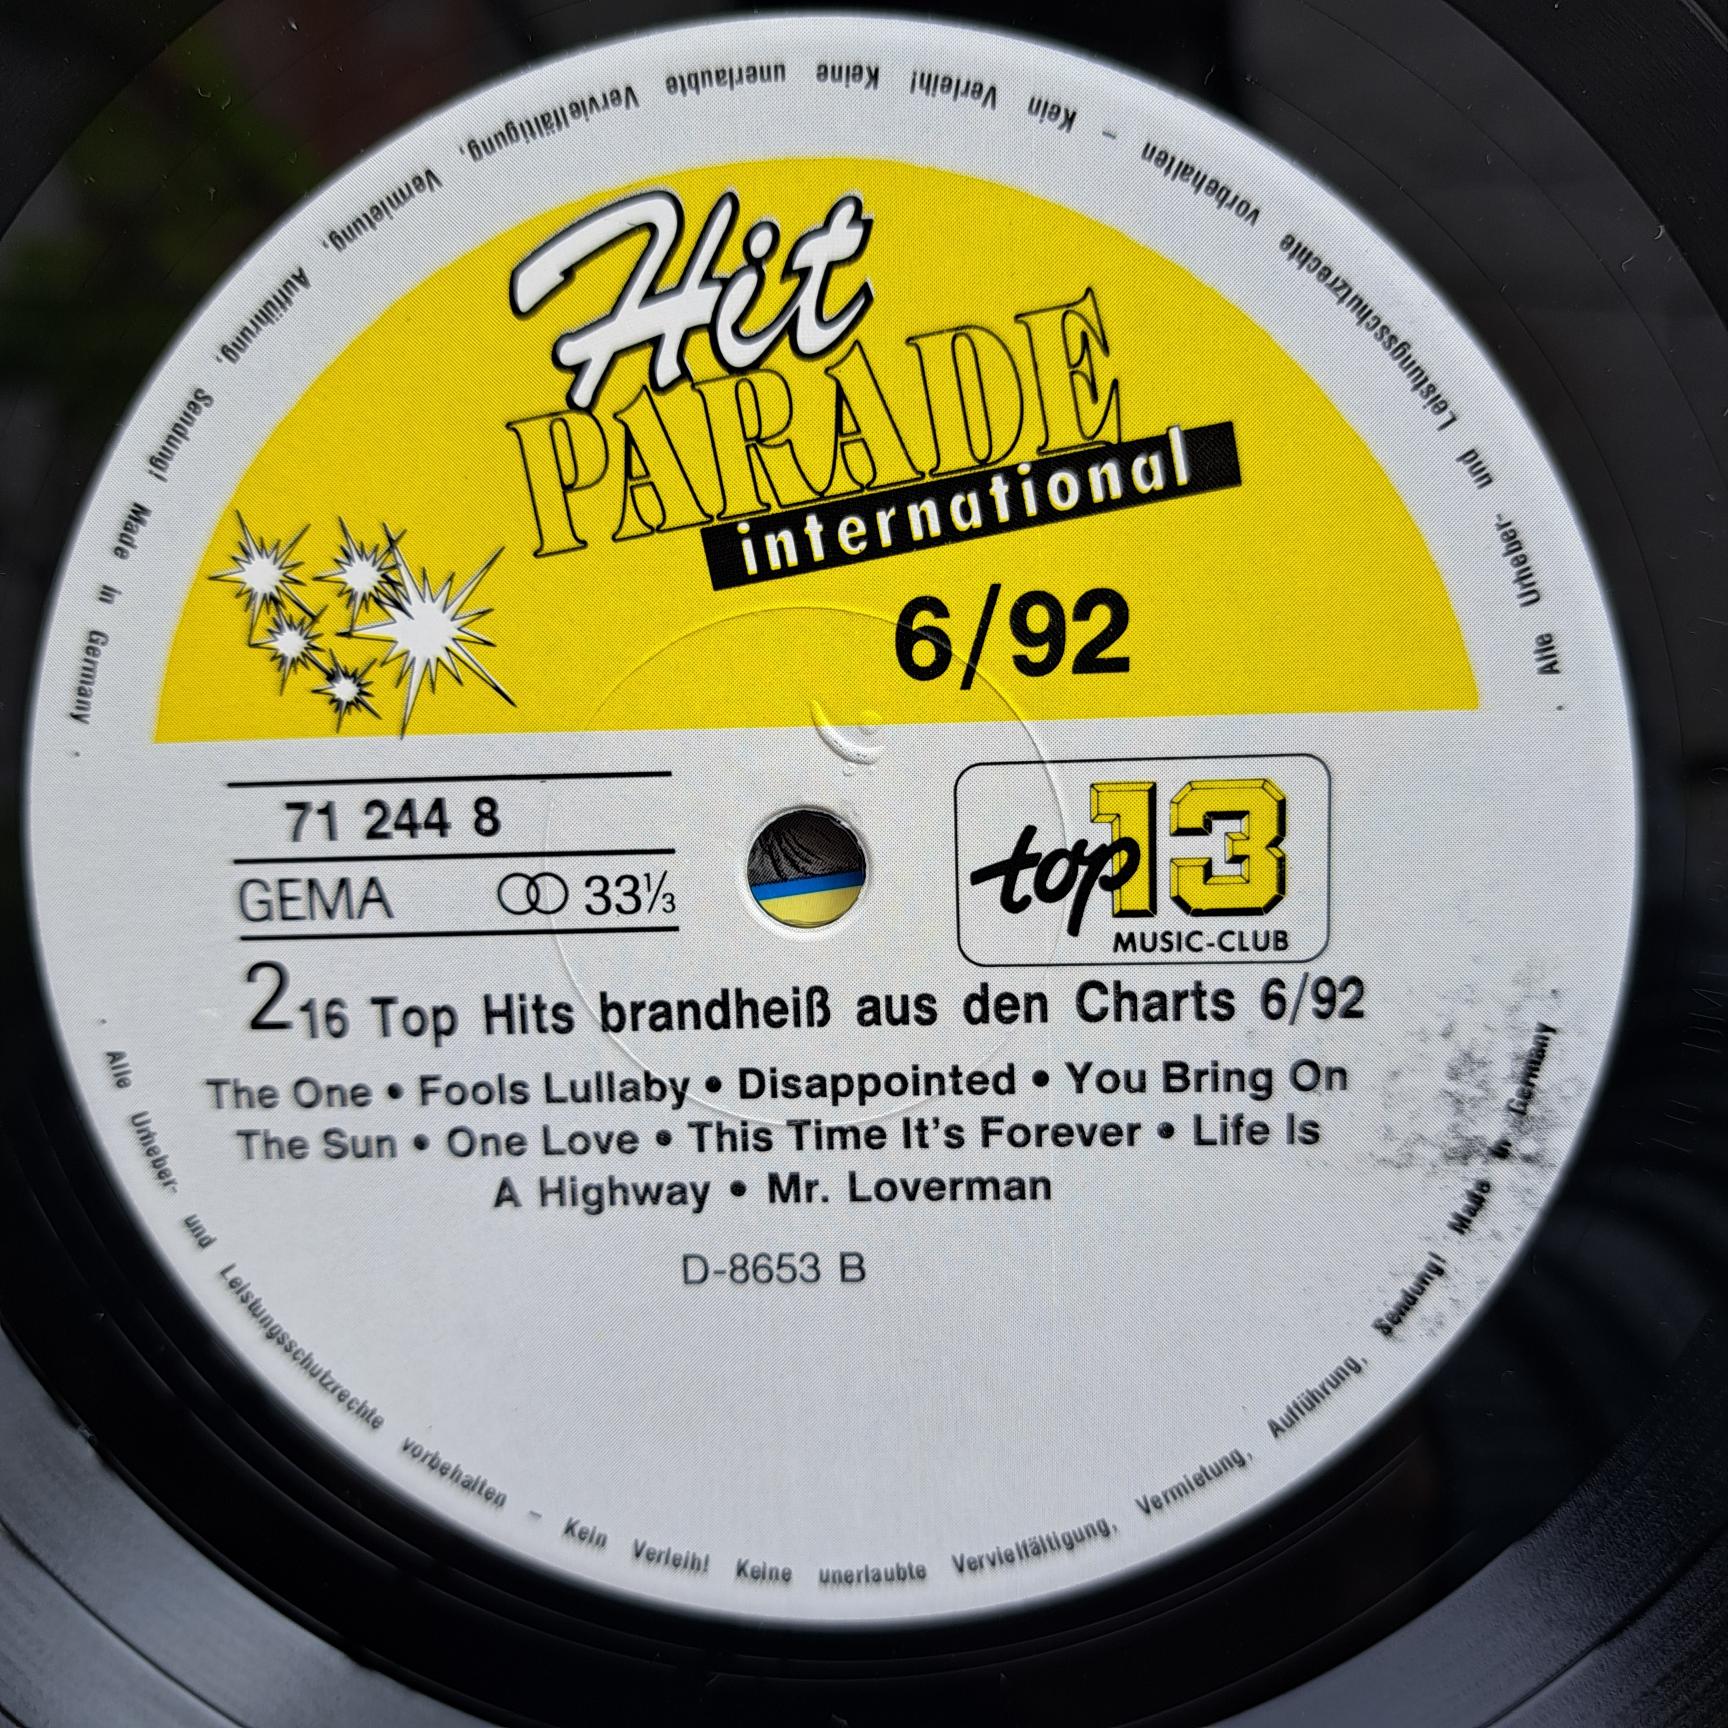 Hit
PARADE
international
6/92
71 244 8
GEMA 33⅓
top 13
MUSIC-CLUB
2 16 Top Hits brandheiß aus den Charts 6/92
The One • Fools Lullaby • Disappointed • You Bring On
The Sun • One Love • This Time It's Forever • Life Is
A Highway • Mr. Loverman
D-8653 B
· Alle Urheber- und Leistungsschutzrechte vorbehalten – Kein Verleih! Keine unerlaubte Vervielfältigung, Vermietung, Aufführung, Sendung! Made in Germany ·
· Alle Urheber- und Leistungsschutzrechte vorbehalten – Kein Verleih! Keine unerlaubte Vervielfältigung, Vermietung, Aufführung, Sendung! Made in Germany ·